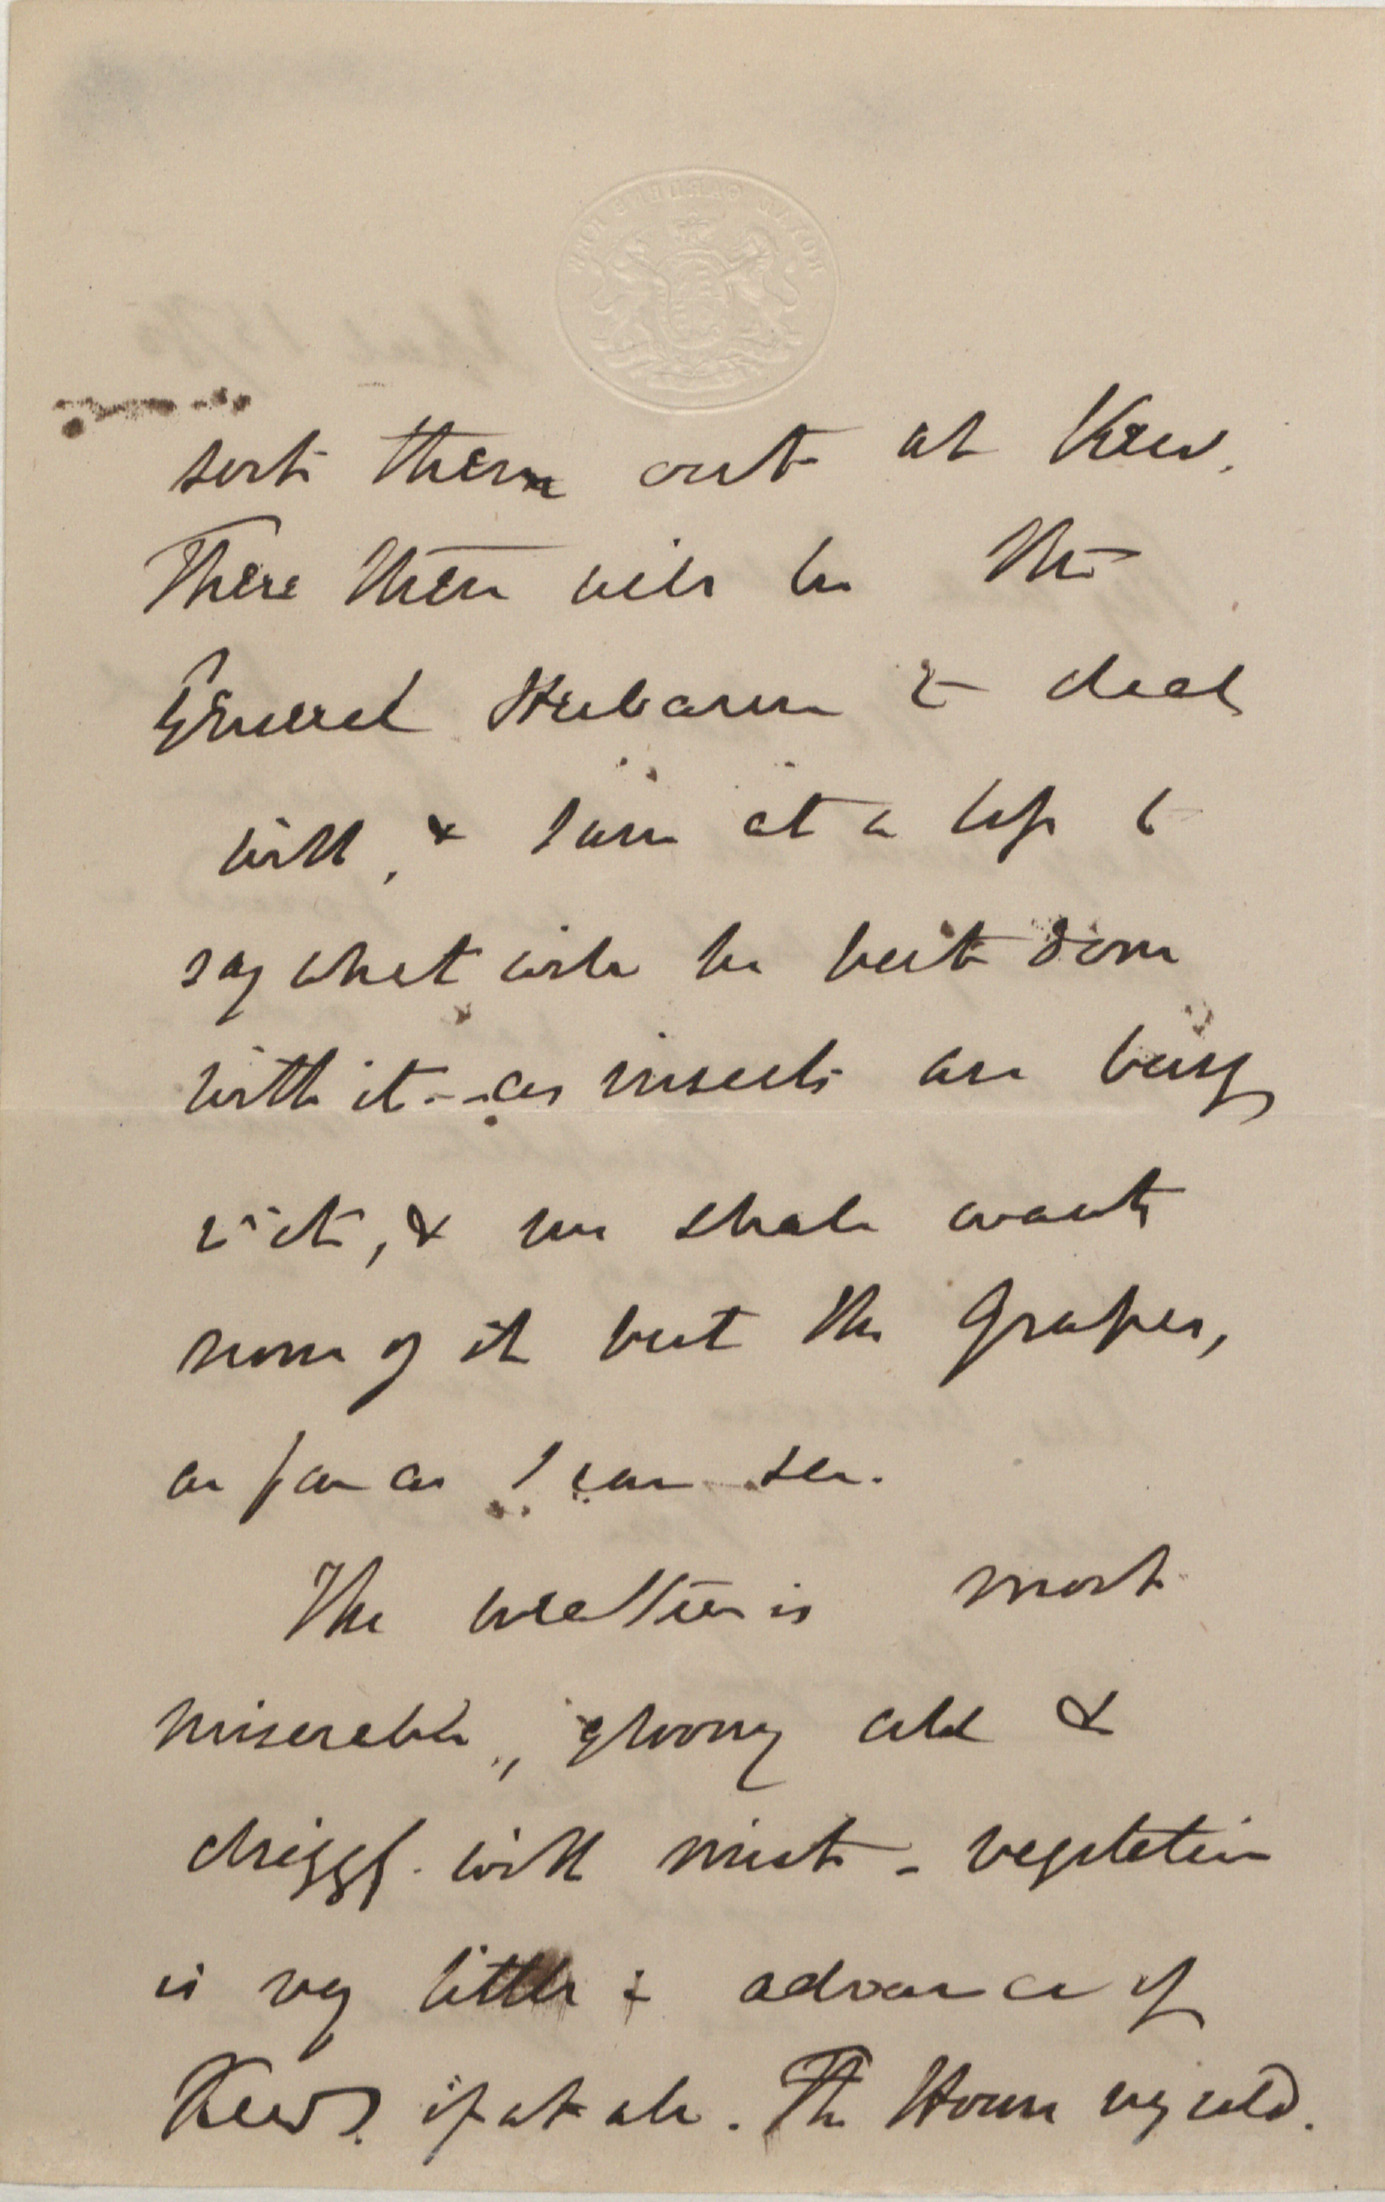 sort them out at Kew.
There then will be the
General Herbarium to deal
with, & I am at a loss to
say what will be best done
with it -- as insects are busy
in it, & we shall want
none of it but the Grapes,
as far as I can see.
The weather is most
miserable, gloomy cold &
drizzly with mist - vegetation
is very little in advance of
Kew, if at all. The House very cold.